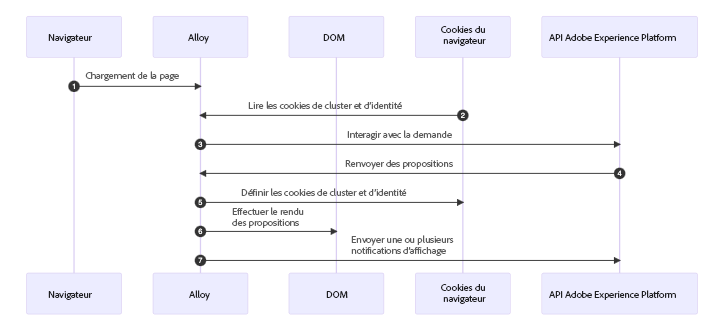 Navigateur
Alloy
DOM
Cookies du
navigateur
API Adobe Experience Platform
Chargement de la page
1
Lire les cookies de cluster et d'identité
2
3
Interagir avec la demande
Renvoyer des propositions
4
Définir les cookies de cluster et d'identité
5
Effectuer le rendu
des propositions
6
Envoyer une ou plusieurs
notifications d'affichage
7
Navigateur
Alloy
DOM
Cookies du
navigateur
API Adobe Experience Platform